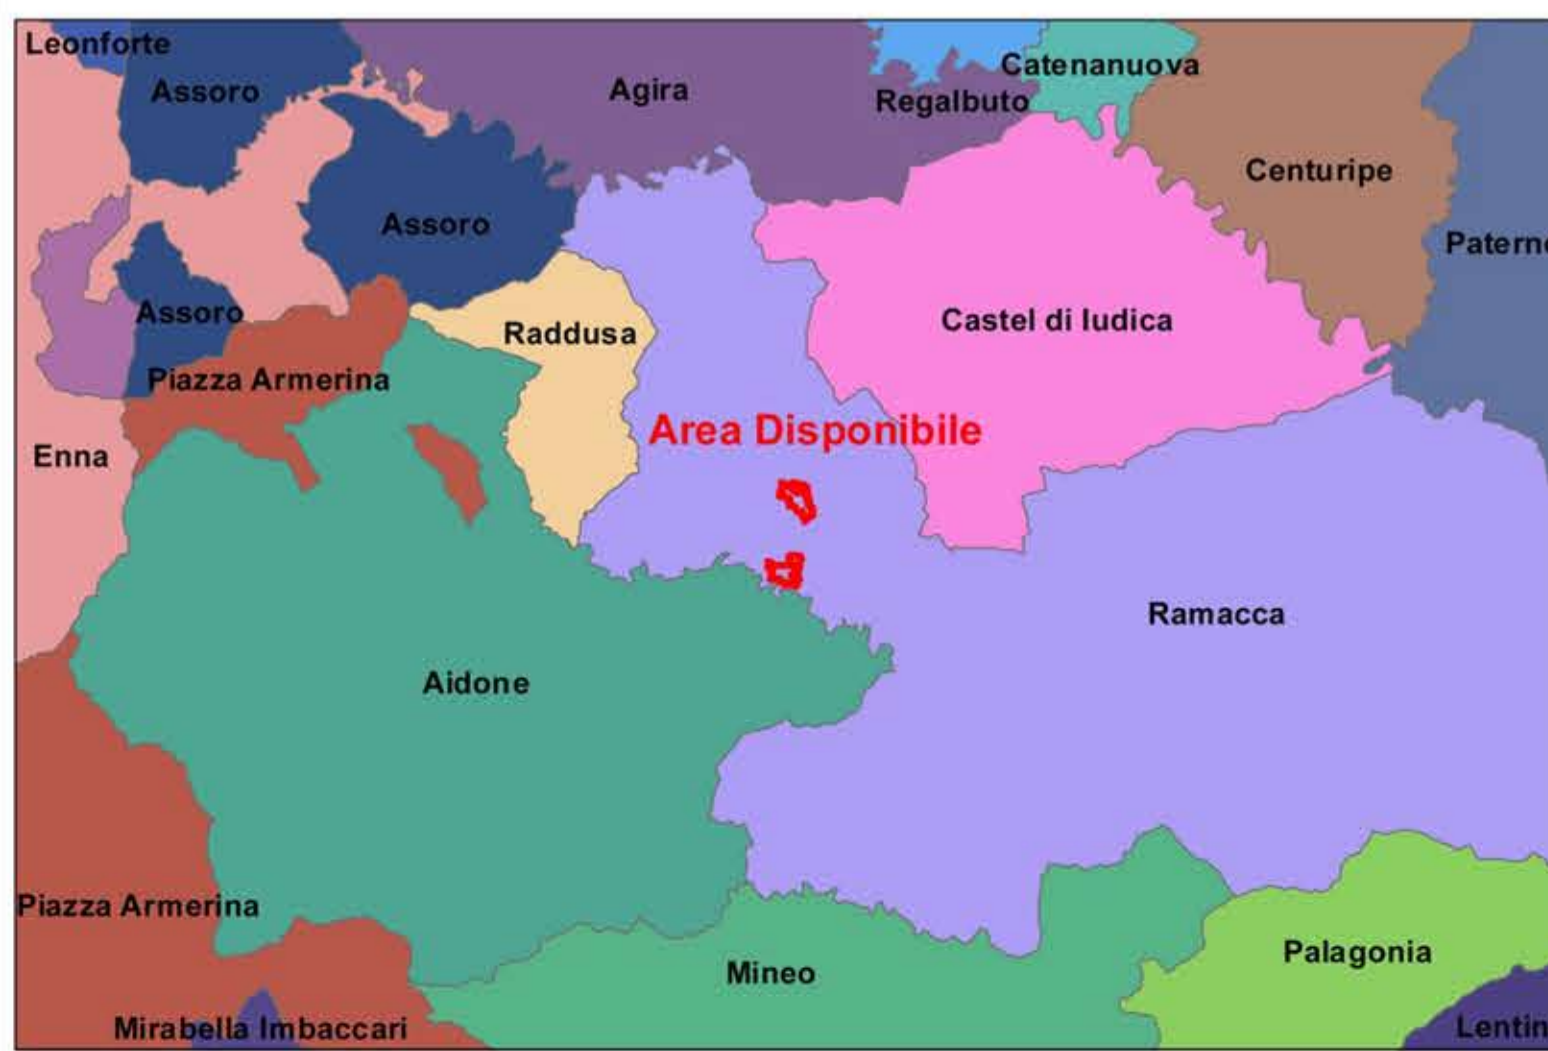 Leonforte
Assoro
Agira
Catenanuova
Regalbuto
Centuripe
Assoro
Patern
Assoro
Castel di Iudica
Raddusa
Piazza Armerina
Area Disponibile
Enna
Ramacca
Aidone
Piazza Armerina
Palagonia
Mineo
Mirabella Imbaccari
Lentin